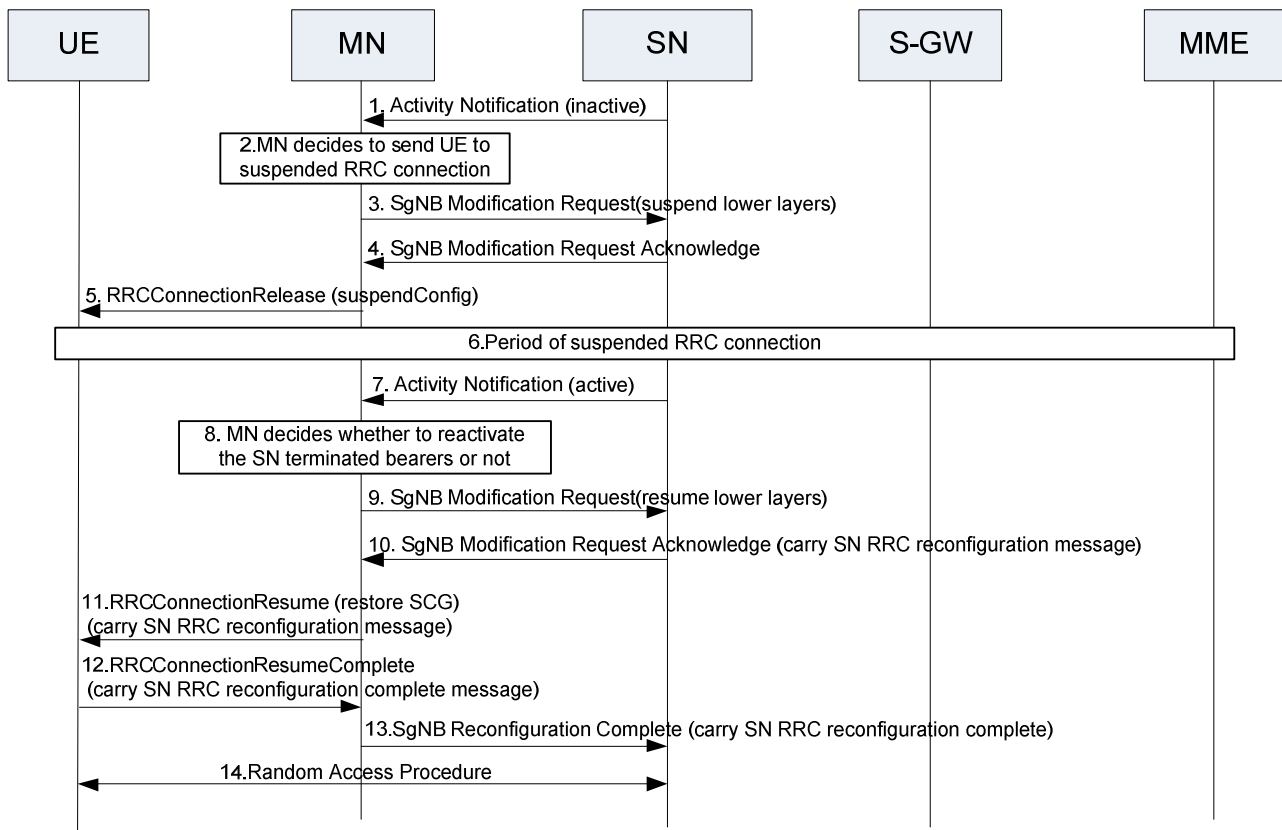 UE
MN
SN
S-GW
MME
1. Activity Notification (inactive)
2.MN decides to send UE to
suspended RRC connection
3. SgNB Modification Request(suspend lower layers)
4. SgNB Modification Request Acknowledge
5. RRCConnectionRelease (suspendConfig)
6.Period of suspended RRC connection
7. Activity Notification (active)
8. MN decides whether to reactivate
the SN terminated bearers or not
9. SgNB Modification Request(resume lower layers)
10. SgNB Modification Request Acknowledge (carry SN RRC reconfiguration message)
11.RRCConnectionResume (restore SCG)
(carry SN RRC reconfiguration message)
12.RRCConnectionResumeComplete
(carry SN RRC reconfiguration complete message)
13.SgNB Reconfiguration Complete (carry SN RRC reconfiguration complete)
14.Random Access Procedure